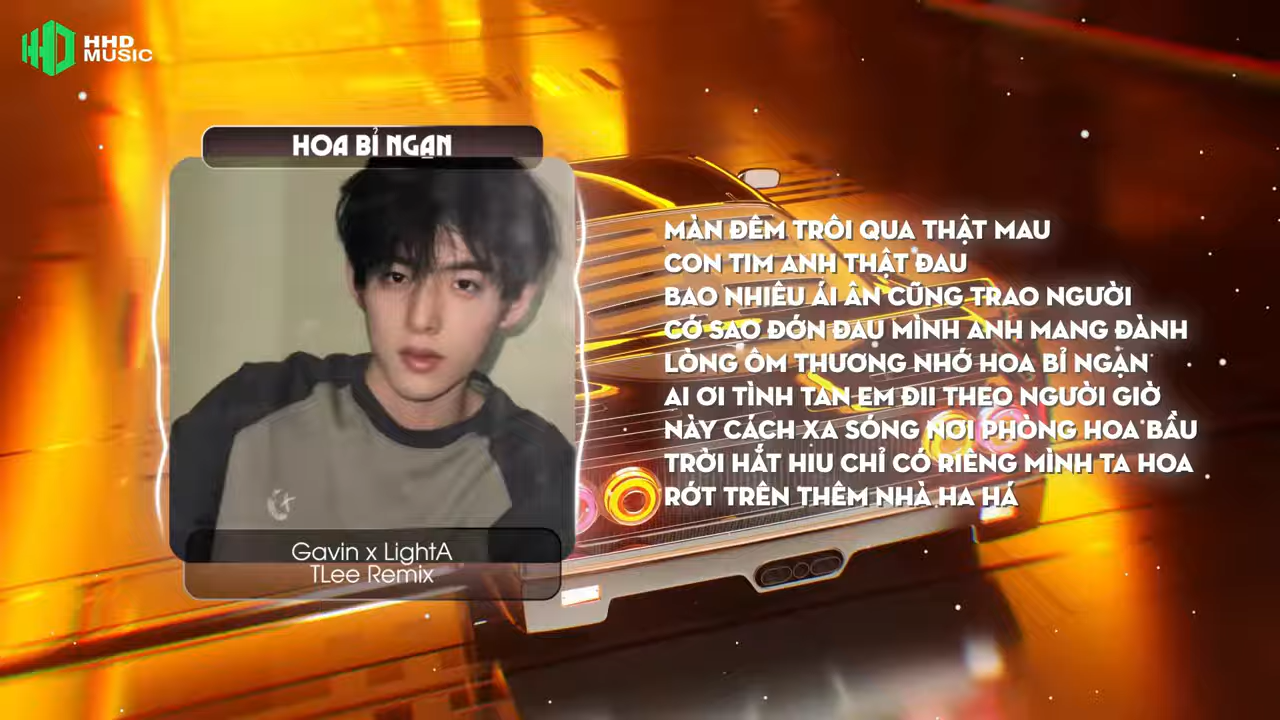 HHD
MUSIC
HOA BỈ NGẠN
MÀN ĐÊM TRÔI QUA THẬT MAU
CON TIM ANH THẬT ĐAU
BAO NHIÊU ÁI ÂN CŨNG TRAO NGƯỜI
CỚ SAO ĐỚN ĐAU MÌNH ANH MANG ĐÀNH
LÒNG ÔM THƯƠNG NHỚ HOA BỈ NGẠN
AI ƠI TÌNH TAN EM ĐII THEO NGƯỜI GIỜ
NÀY CÁCH XA SÓNG NƠI PHÒNG HOA BẦU
TRỜI HẮT HIU CHỈ CÓ RIÊNG MÌNH TA HOA
RỚT TRÊN THÊM NHÀ HA HÁ
Gavin x LightA
TLee Remix